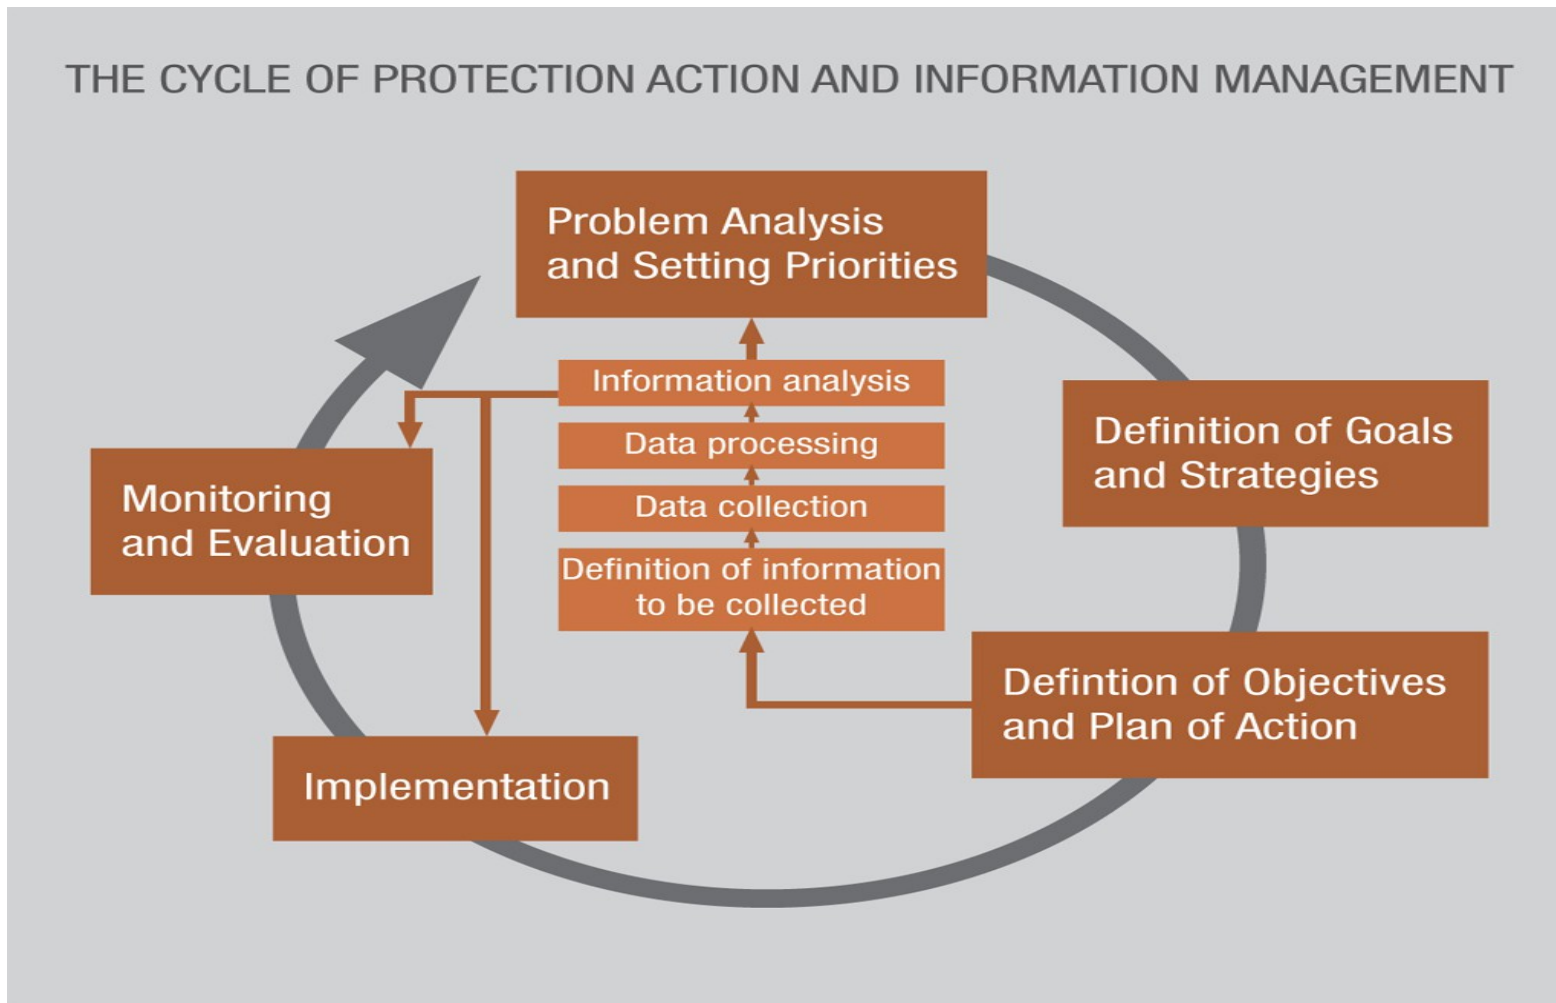 THE CYCLE OF PROTECTION ACTION AND INFORMATION MANAGEMENT
Problem Analysis
and Setting Priorities
Information analysis
Data processing
Data collection
Definition of information
to be collected
Definition of Goals
and Strategies
Defintion of Objectives
and Plan of Action
Implementation
Monitoring
and Evaluation